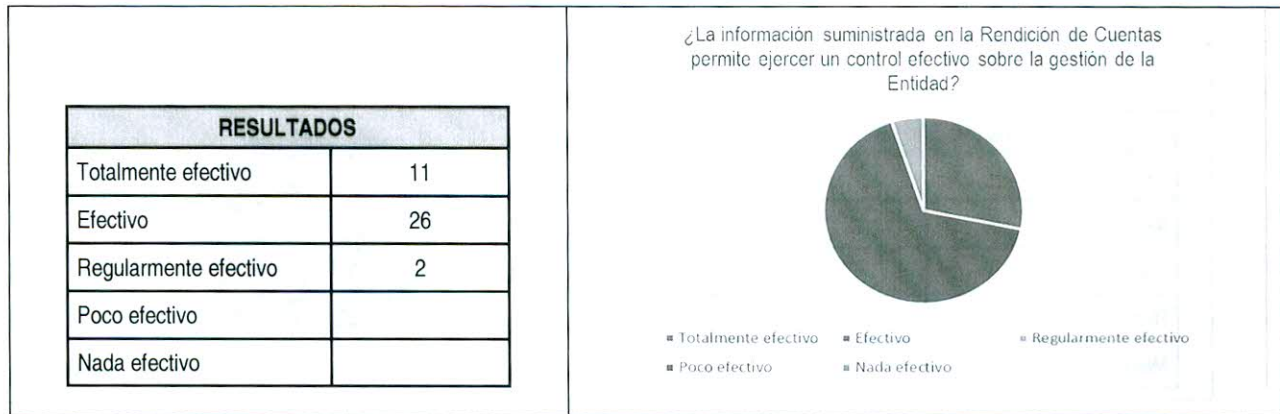 RESULTADOS
Totalmente efectivo 11
Efectivo 26
Regularmente efectivo 2
Poco efectivo
Nada efectivo
¿La información suministrada en la Rendición de Cuentas
permite ejercer un control efectivo sobre la gestión de la
Entidad?
Totalmente efectivo Efectivo Regularmente efectivo
Poco efectivo Nada efectivo